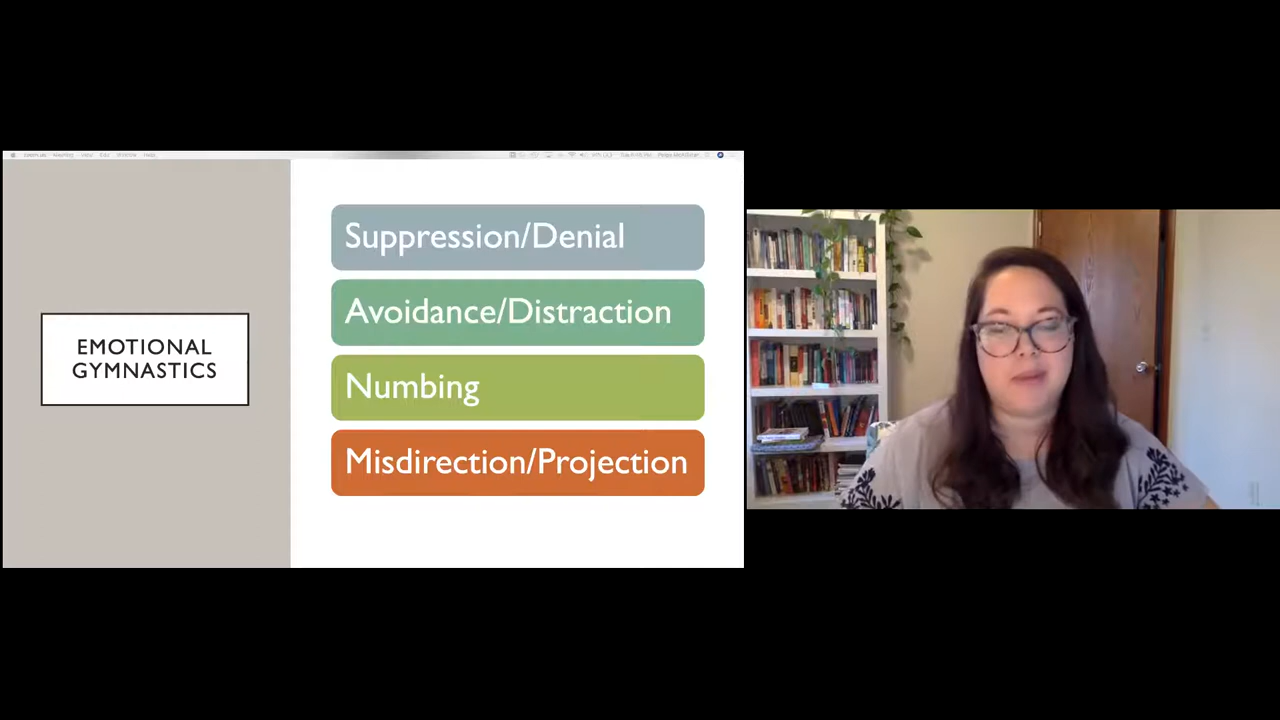 EMOTIONAL
GYMNASTICS
Suppression/Denial
Avoidance/Distraction
Numbing
Misdirection/Projection